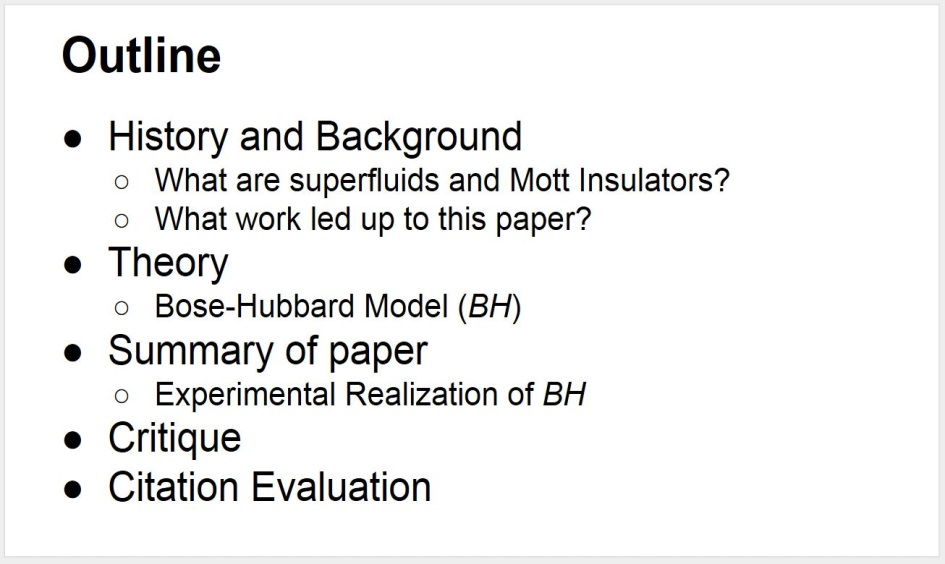 Outline
● History and Background
○ What are superfluids and Mott Insulators?
○ What work led up to this paper?
● Theory
○ Bose-Hubbard Model (BH)
● Summary of paper
○ Experimental Realization of BH
● Critique
● Citation Evaluation